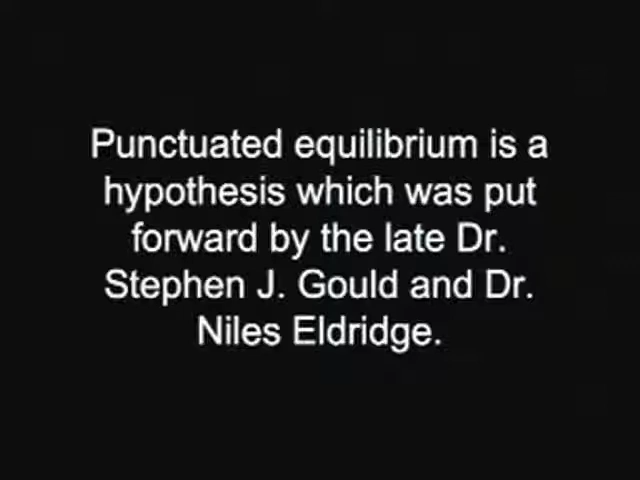 Punctuated equilibrium is a
hypothesis which was put
forward by the late Dr.
Stephen J. Gould and Dr.
Niles Eldridge.